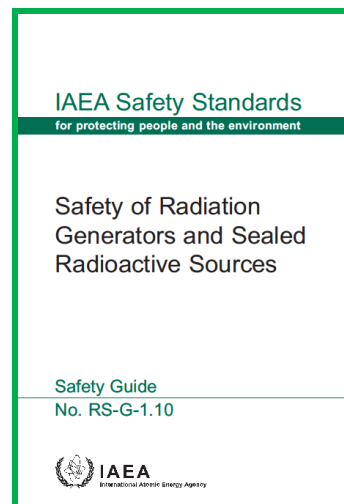 IAEA Safety Standards
for protecting people and the environment
Safety of Radiation
Generators and Sealed
Radioactive Sources
Safety Guide
No. RS-G-1.10
IAEA
International Atomic Energy Agency